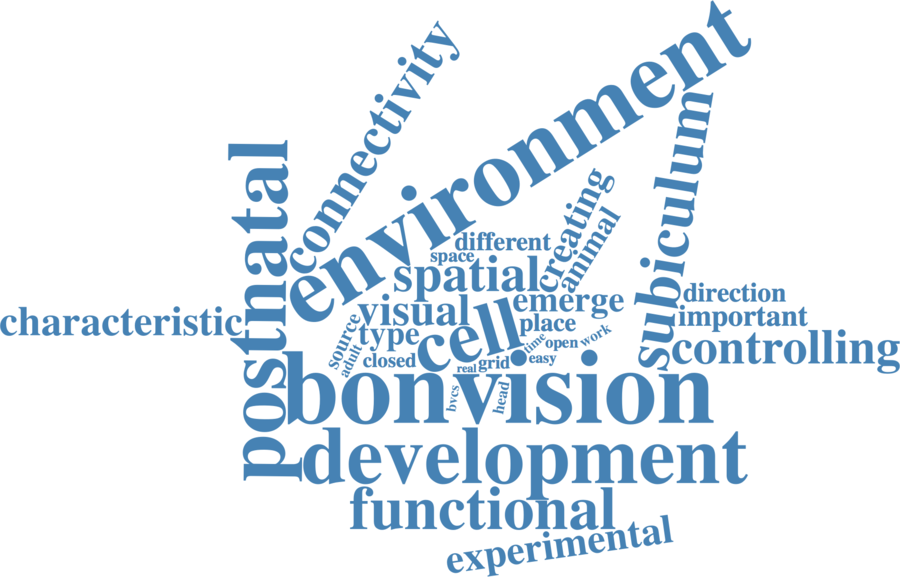 connectivity
environment
postnatal
subiculum
creating
animal
different
space
spatial
characteristic
visual
cell
emerge
direction
important
source
type
place
controlling
adult
closed
real
grid
time
open
work
easy
bonvision
bvcs
head
development
functional
experimental